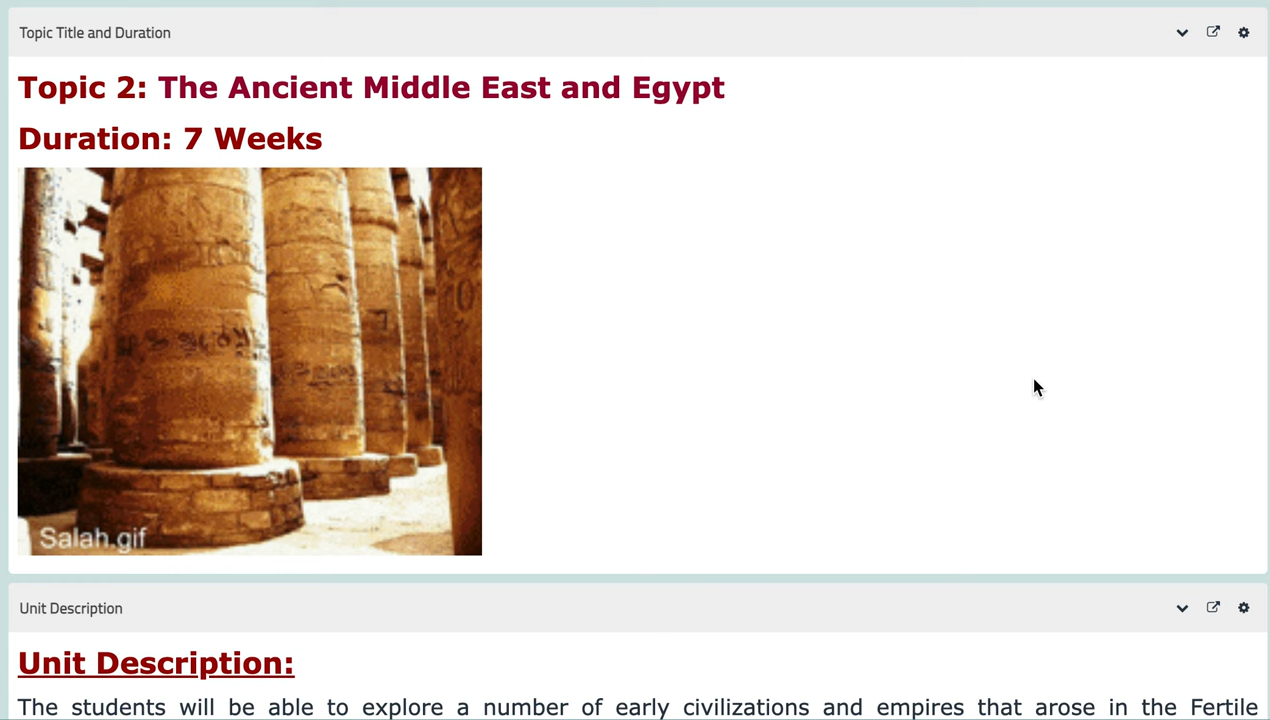 Topic Title and Duration
Topic 2: The Ancient Middle East and Egypt
Duration: 7 Weeks
Salah.gif
Unit Description
Unit Description:
The students will be able to explore a number of early civilizations and empires that arose in the Fertile